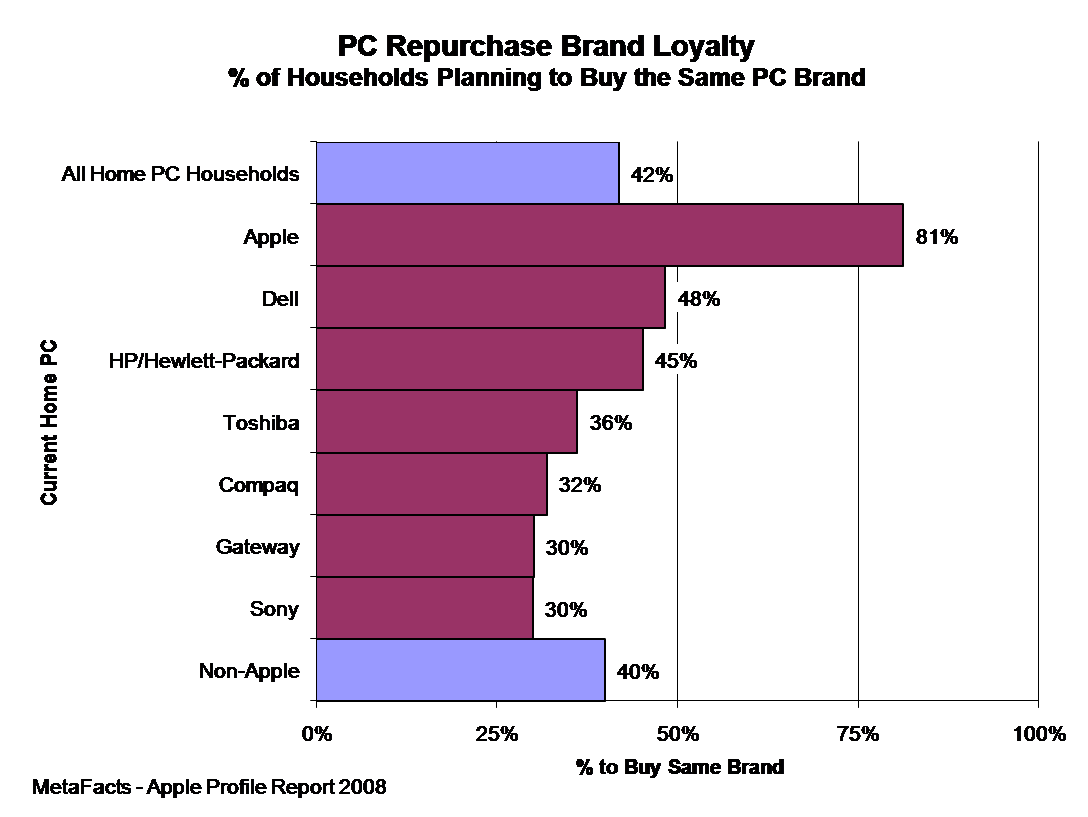 PC Repurchase Brand Loyalty
% of Households Planning to Buy the Same PC Brand
All Home PC Households 42%
Apple 81%
Dell 48%
HP/Hewlett-Packard 45%
Toshiba 36%
Compaq 32%
Gateway 30%
Sony 30%
Non-Apple 40%
Current Home PC
0% 25% 50% 75% 100%
% to Buy Same Brand
MetaFacts - Apple Profile Report 2008